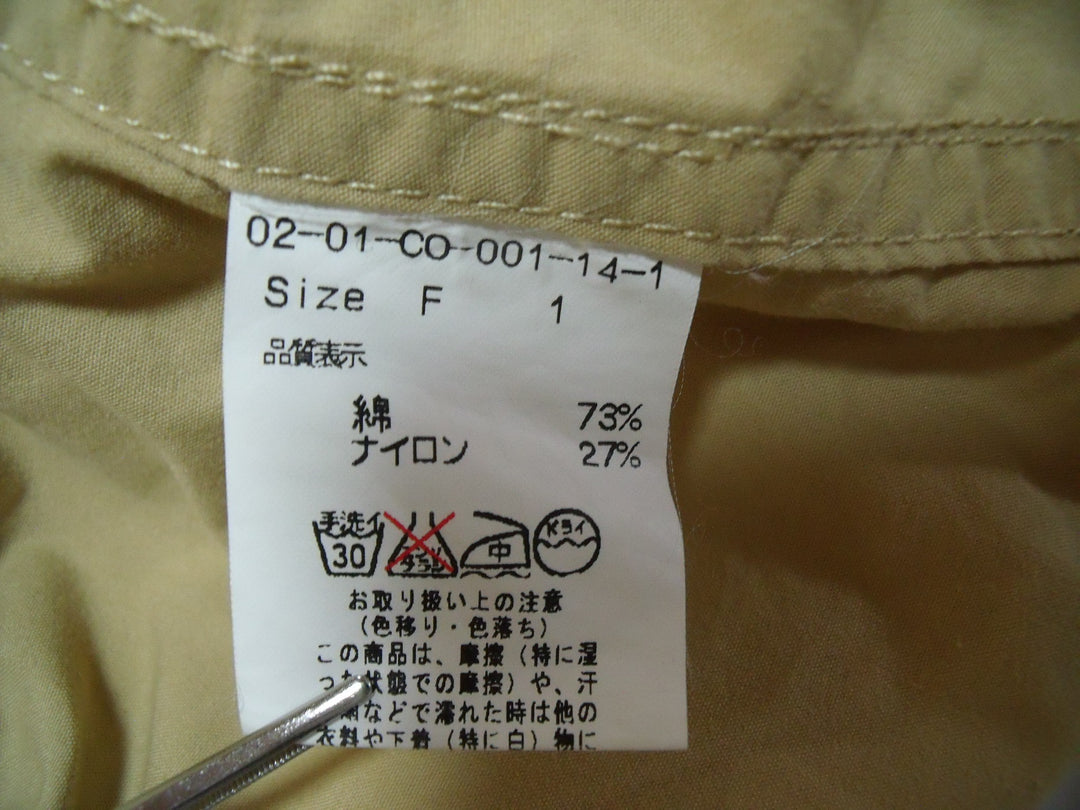 02-01-CO-001-14-1
Size F 1
品質表示
綿 73%
ナイロン 27%
手洗イ 30 中 ドライ
お取り扱い上の注意
(色移り・色落ち)
この商品は、摩擦(特に湿
った状態での摩擦)や、汗
などで濡れた時は他の
衣料や下着(特に白)物に